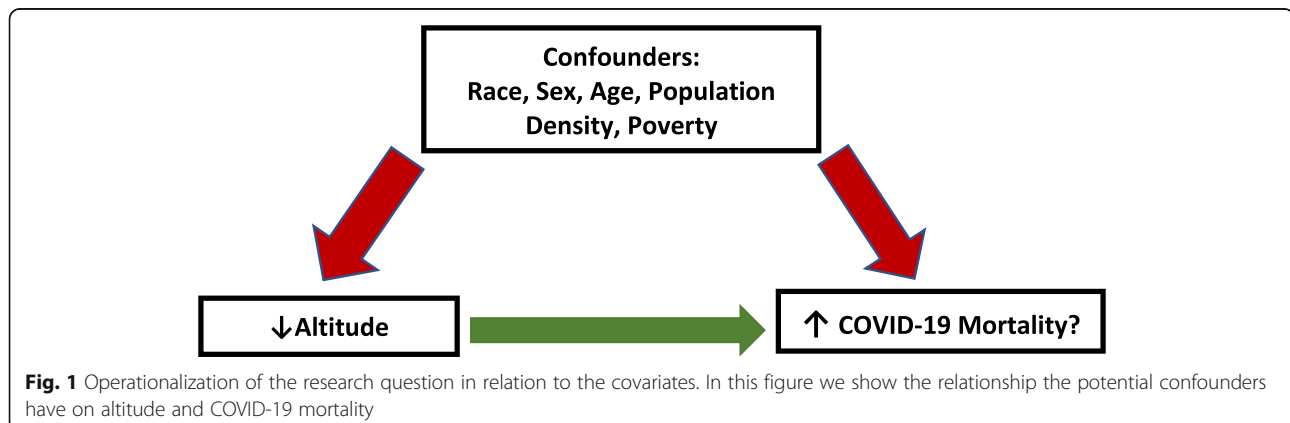 Confounders:
Race, Sex, Age, Population
Density, Poverty
↓Altitude
↑ COVID-19 Mortality?
Fig. 1 Operationalization of the research question in relation to the covariates. In this figure we show the relationship the potential confounders
have on altitude and COVID-19 mortality